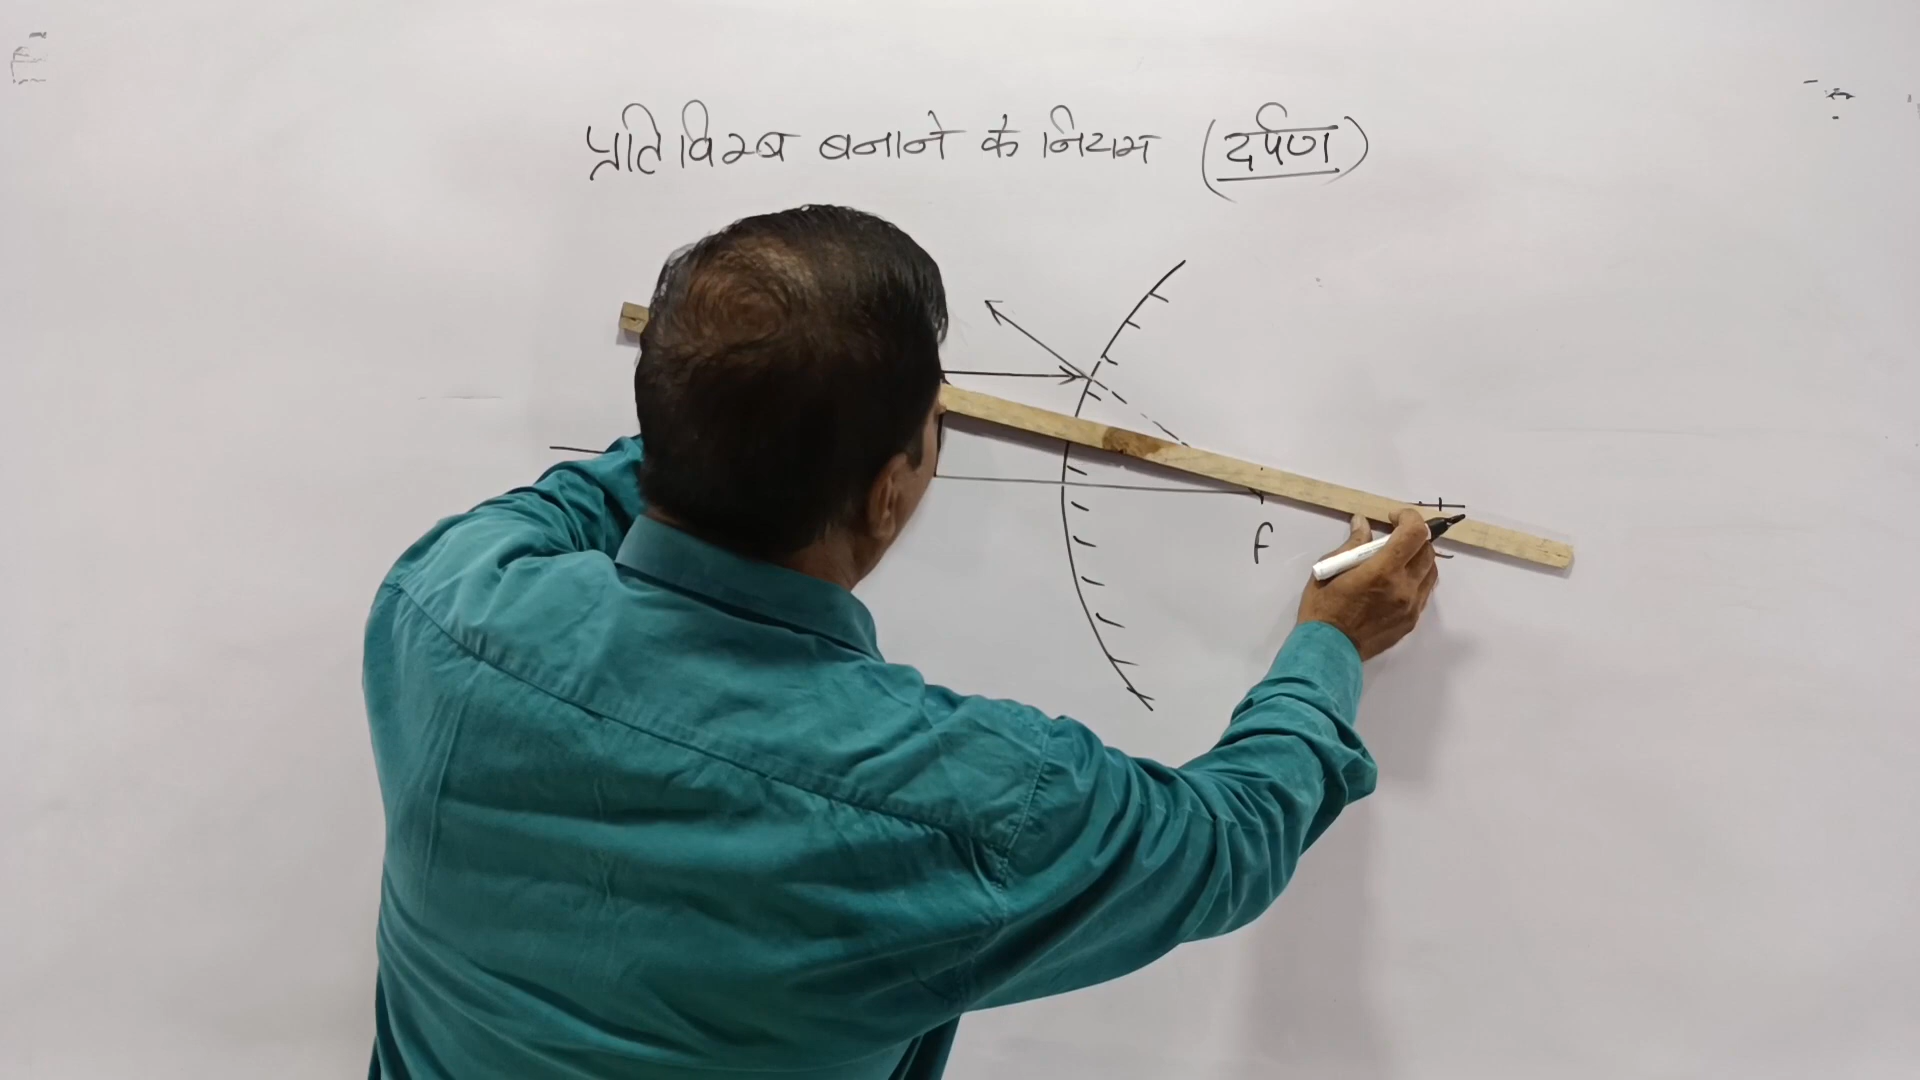 प्रतिबिम्ब बनाने के नियम (दर्पण)
F